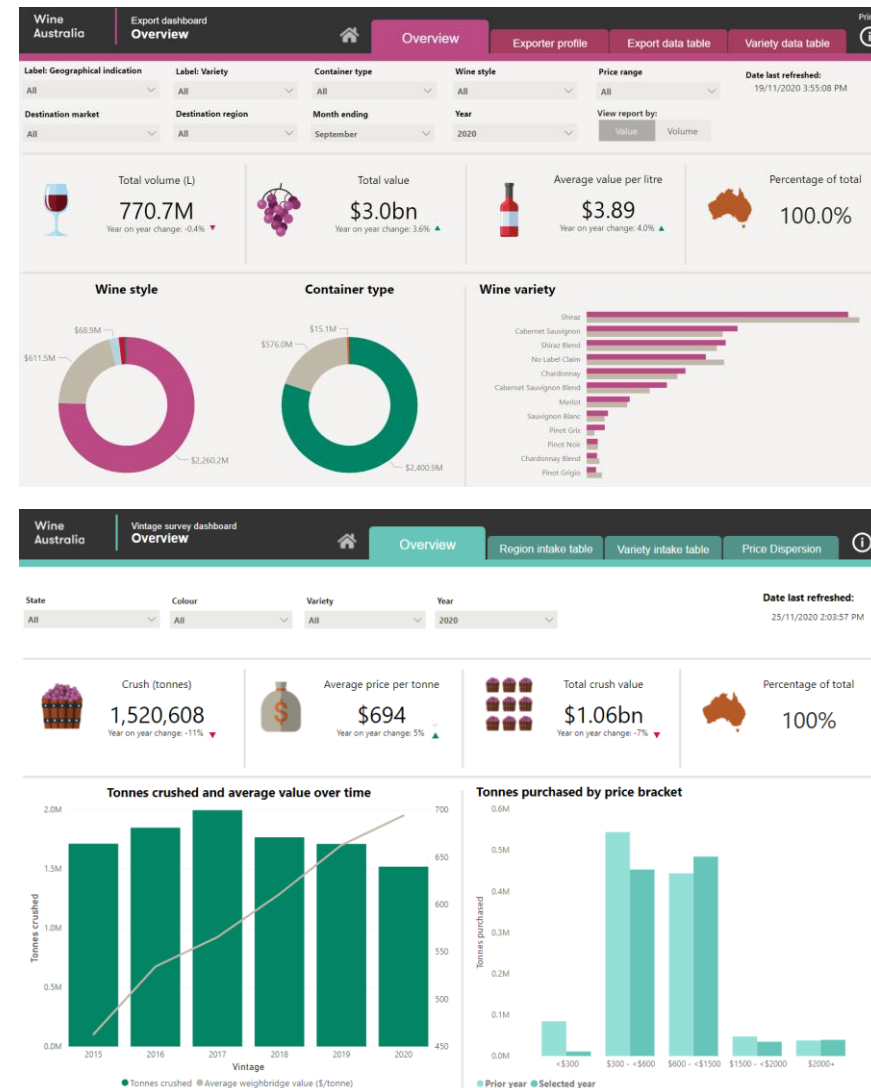 Wine
Australia
Export dashboard
Overview
Overview
Exporter profile
Export data table
Variety data table
Label: Geographical indication
Label: Variety
Container type
Wine style
Price range
Date last refreshed:
19/11/2020 3:55:08 PM
All
All
All
All
All
Destination market
Destination region
Month ending
Year
View report by:
All
All
September
2020
Value
Volume
Total volume (L)
770.7M
Year on year change: -0.4%
Total value
$3.0bn
Year on year change: 3.6%
Average value per litre
$3.89
Year on year change: 4.0%
Percentage of total
100.0%
Wine style
$68.9M
$611.5M
$2,260.2M
Container type
$15.1M
$576.0M
$2,400.9M
Wine variety
Shiraz
Cabernet Sauvignon
Shiraz Blend
No Label Claim
Chardonnay
Cabernet Sauvignon Blend
Merlot
Sauvignon Blanc
Pinot Gris
Pinot Noir
Chardonnay Blend
Pinot Grigio
Wine
Australia
Vintage survey dashboard
Overview
Overview
Region intake table
Variety intake table
Price Dispersion
State
Colour
Variety
Year
Date last refreshed:
25/11/2020 2:03:57 PM
All
All
All
2020
Crush (tonnes)
1,520,608
Year on year change: -11%
Average price per tonne
$694
Year on year change: 5%
Total crush value
$1.06bn
Year on year change: -7%
Percentage of total
100%
Tonnes crushed and average value over time
2.0M
1.5M
1.0M
0.5M
0.0M
Tonnes crushed
700
650
600
550
500
450
2015
2016
2017
2018
2019
2020
Vintage
Tonnes crushed
Average weighbridge value ($/tonne)
Tonnes purchased by price bracket
0.6M
0.5M
0.4M
0.3M
0.2M
0.1M
0.0M
Tonnes purchased
<$300
$300 - <$600
$600 - <$1500
$1500 - <$2000
$2000+
Prior year
Selected year